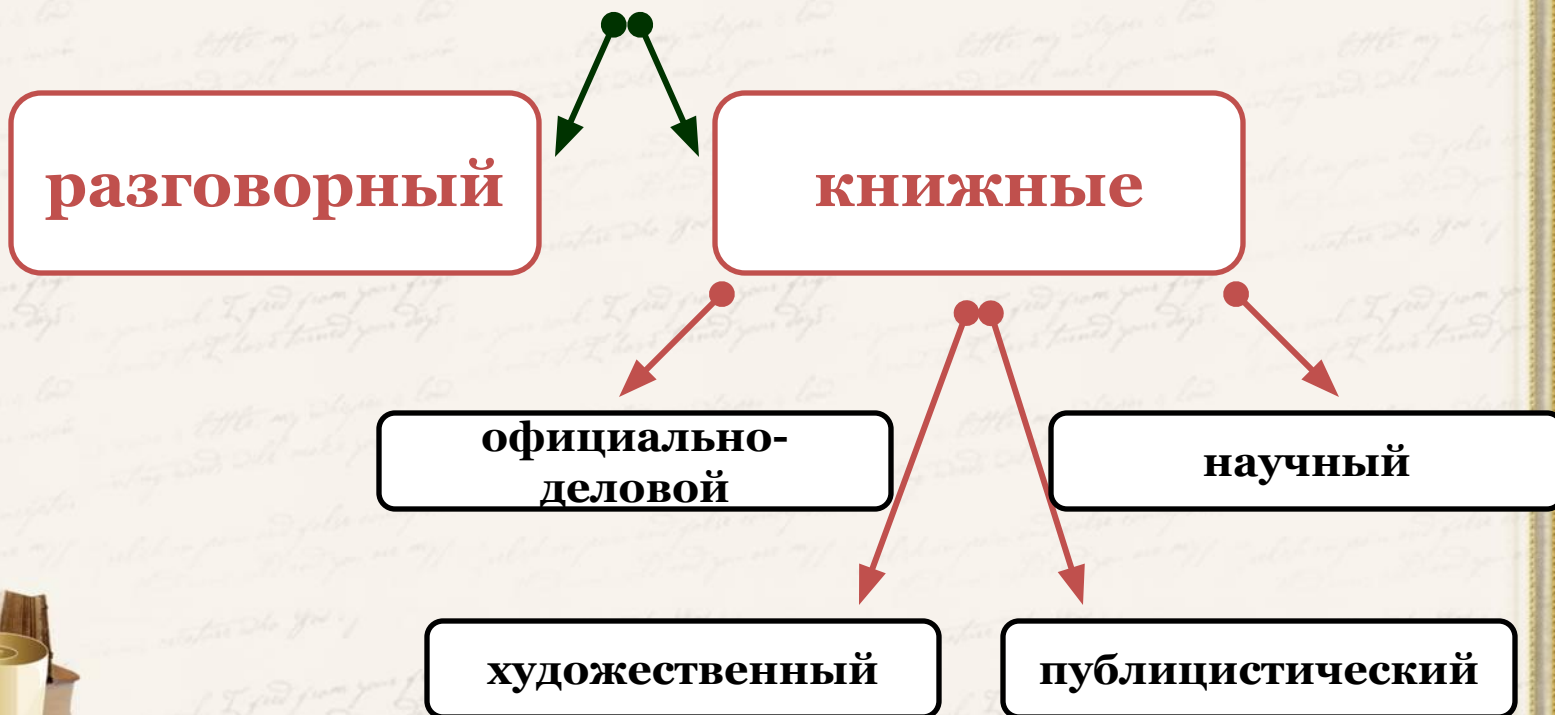 разговорный
книжные
официально-
деловой
научный
художественный
публицистический